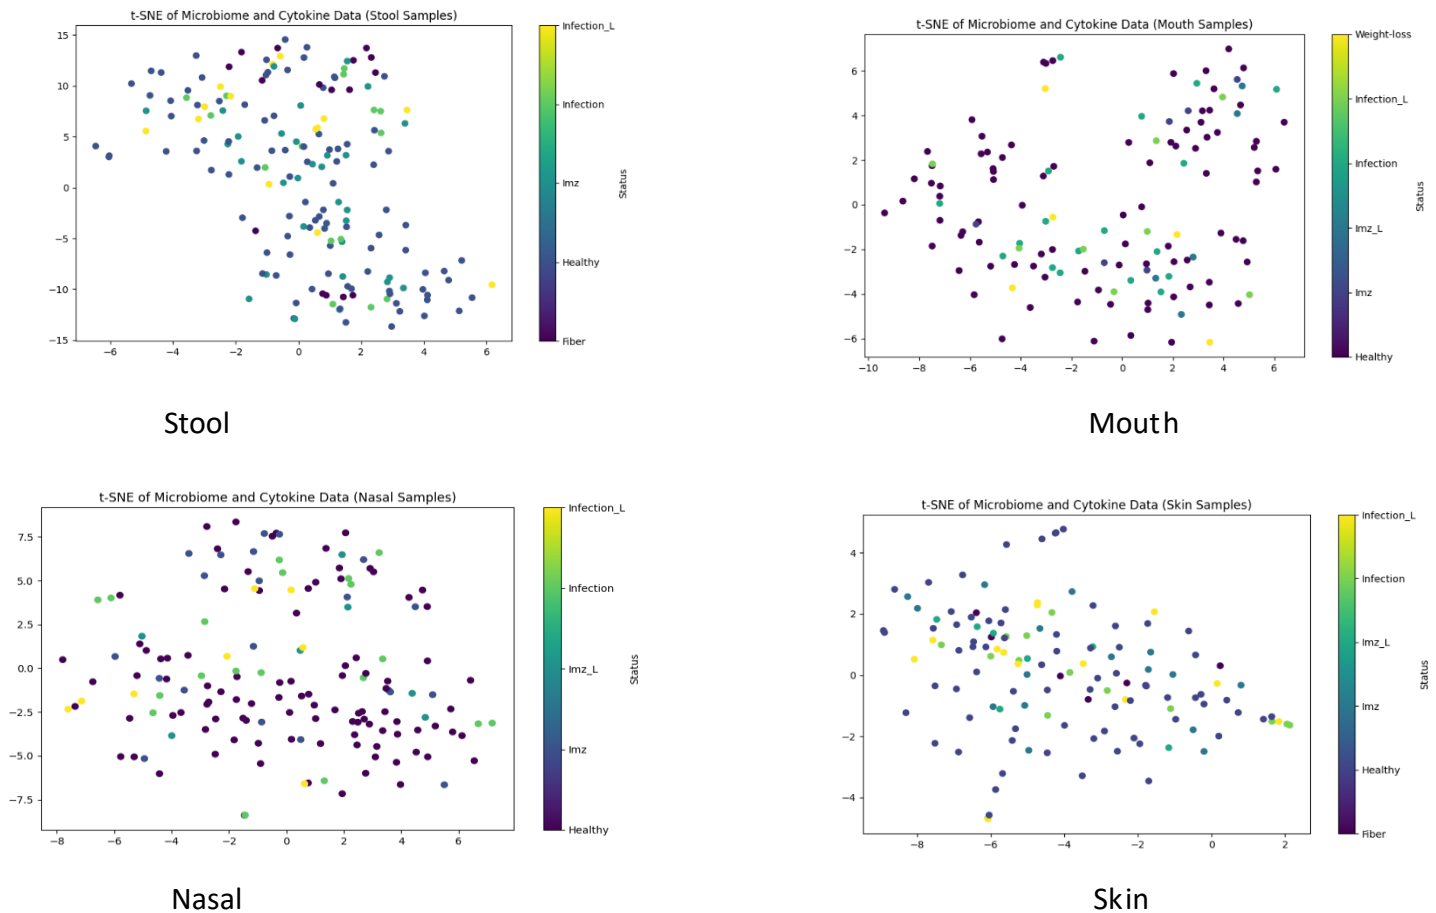 t-SNE of Microbiome and Cytokine Data (Stool Samples)
15
10
5
0
−5
−10
−15
−6
−4
−2
0
2
4
6
Infection_L
Infection
Imz
Healthy
Fiber
Status
Stool
t-SNE of Microbiome and Cytokine Data (Mouth Samples)
6
4
2
0
−2
−4
−6
−10
−8
−6
−4
−2
0
2
4
6
Weight-loss
Infection_L
Infection
Imz_L
Imz
Healthy
Status
Mouth
t-SNE of Microbiome and Cytokine Data (Nasal Samples)
7.5
5.0
2.5
0.0
−2.5
−5.0
−7.5
−8
−6
−4
−2
0
2
4
6
Infection_L
Infection
Imz_L
Imz
Healthy
Status
Nasal
t-SNE of Microbiome and Cytokine Data (Skin Samples)
4
2
0
−2
−4
−8
−6
−4
−2
0
2
Infection_L
Infection
Imz_L
Imz
Healthy
Fiber
Status
Skin